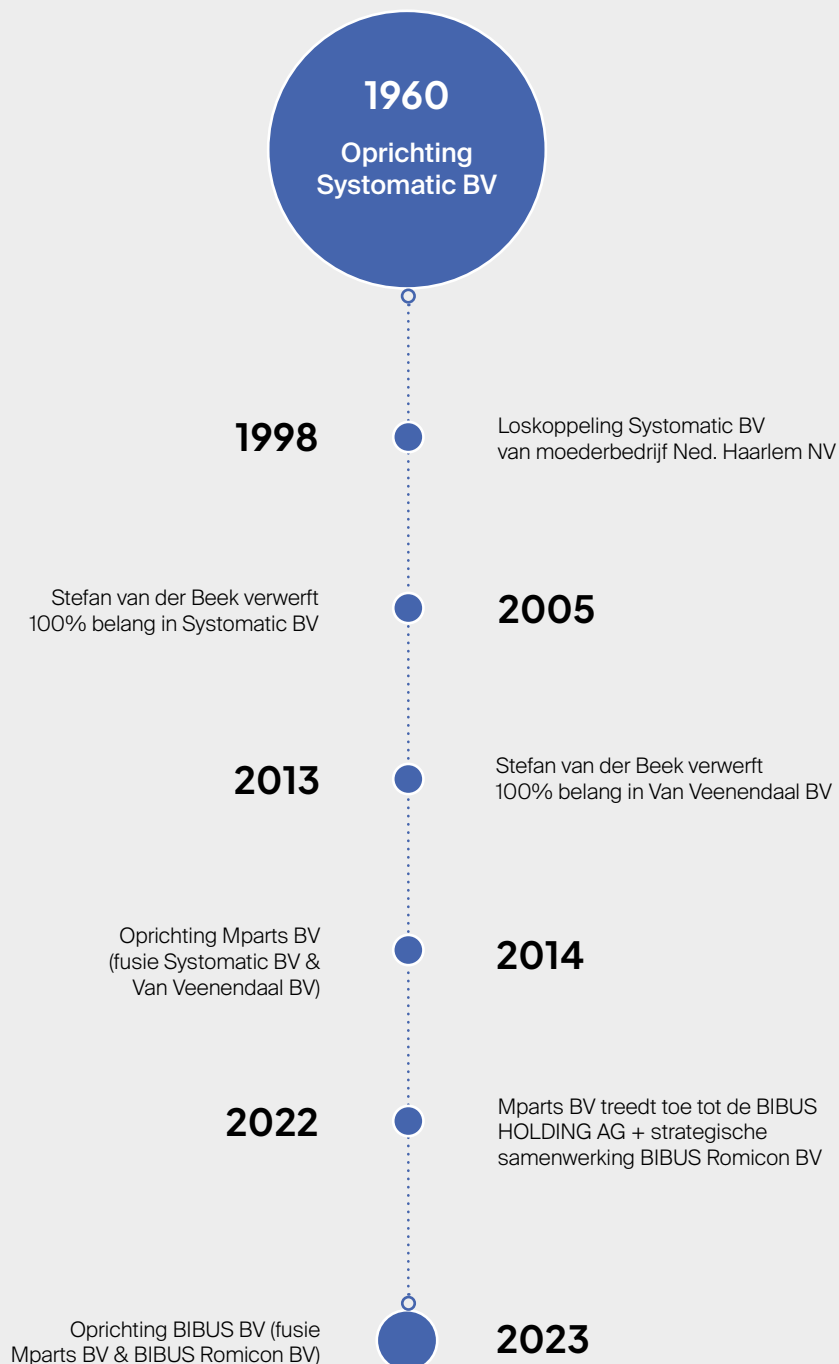 1960
Oprichting
Systomatic BV
1998
Loskoppeling Systomatic BV
van moederbedrijf Ned. Haarlem NV
Stefan van der Beek verwerft
100% belang in Systomatic BV
2005
2013
Stefan van der Beek verwerft
100% belang in Van Veenendaal BV
Oprichting Mparts BV
(fusie Systomatic BV &
Van Veenendaal BV)
2014
2022
Mparts BV treedt toe tot de BIBUS
HOLDING AG + strategische
samenwerking BIBUS Romicon BV
Oprichting BIBUS BV (fusie
Mparts BV & BIBUS Romicon BV)
2023